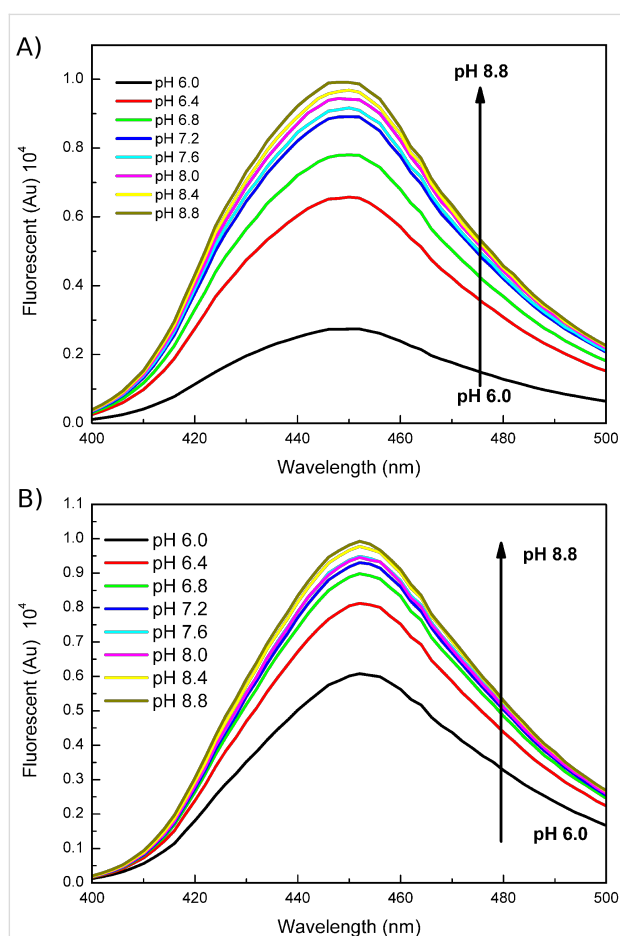 A)
pH 6.0
pH 6.4
pH 6.8
pH 7.2
pH 7.6
pH 8.0
pH 8.4
pH 8.8
pH 8.8
pH 6.0
Fluorescent (Au) 10⁴
1.0
0.8
0.6
0.4
0.2
0.0
400 420 440 460 480 500
Wavelength (nm)
B)
pH 6.0
pH 6.4
pH 6.8
pH 7.2
pH 7.6
pH 8.0
pH 8.4
pH 8.8
pH 8.8
pH 6.0
Fluorescent (Au) 10⁴
1.1
1.0
0.9
0.8
0.7
0.6
0.5
0.4
0.3
0.2
0.1
0.0
400 420 440 460 480 500
Wavelength (nm)